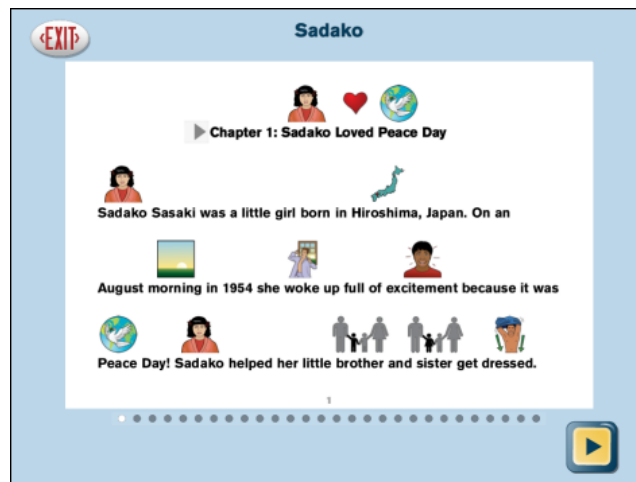 EXIT
Sadako
Chapter 1: Sadako Loved Peace Day
Sadako Sasaki was a little girl born in Hiroshima, Japan. On an
August morning in 1954 she woke up full of excitement because it was
Peace Day! Sadako helped her little brother and sister get dressed.
1